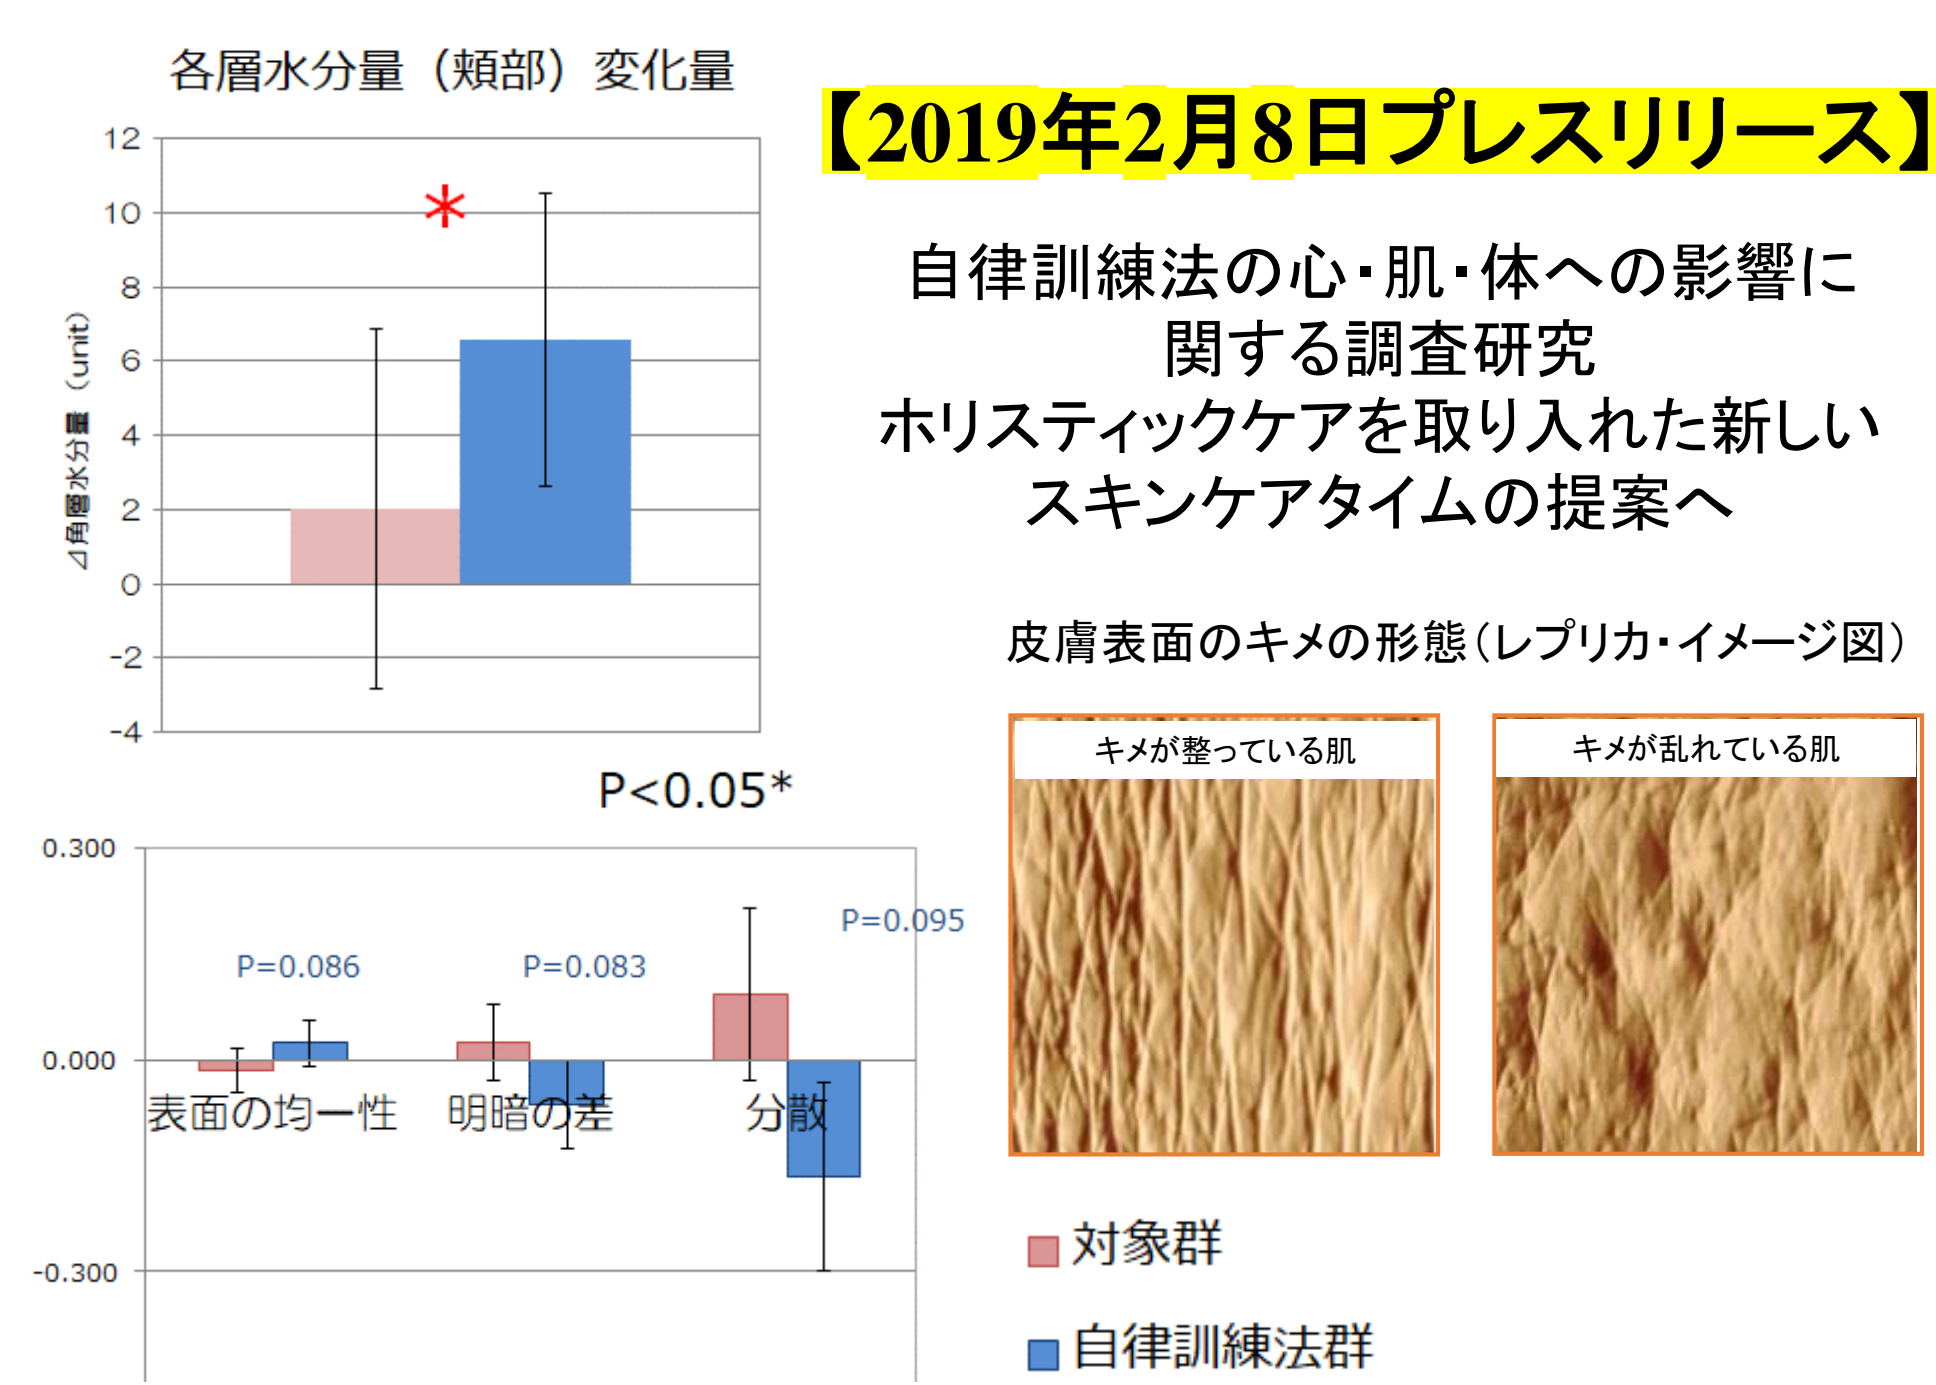 各層水分量（頬部）変化量
12
10
8
6
4
2
0
-2
-4
⊿角層水分量（unit）
*
P<0.05*
【2019年2月8日プレスリリース】
自律訓練法の心・肌・体への影響に
関する調査研究
ホリスティックケアを取り入れた新しい
スキンケアタイムの提案へ
皮膚表面のキメの形態（レプリカ・イメージ図）
キメが整っている肌
キメが乱れている肌
0.300
0.000
-0.300
P=0.086
P=0.083
P=0.095
表面の均一性
明暗の差
分散
対象群
自律訓練法群